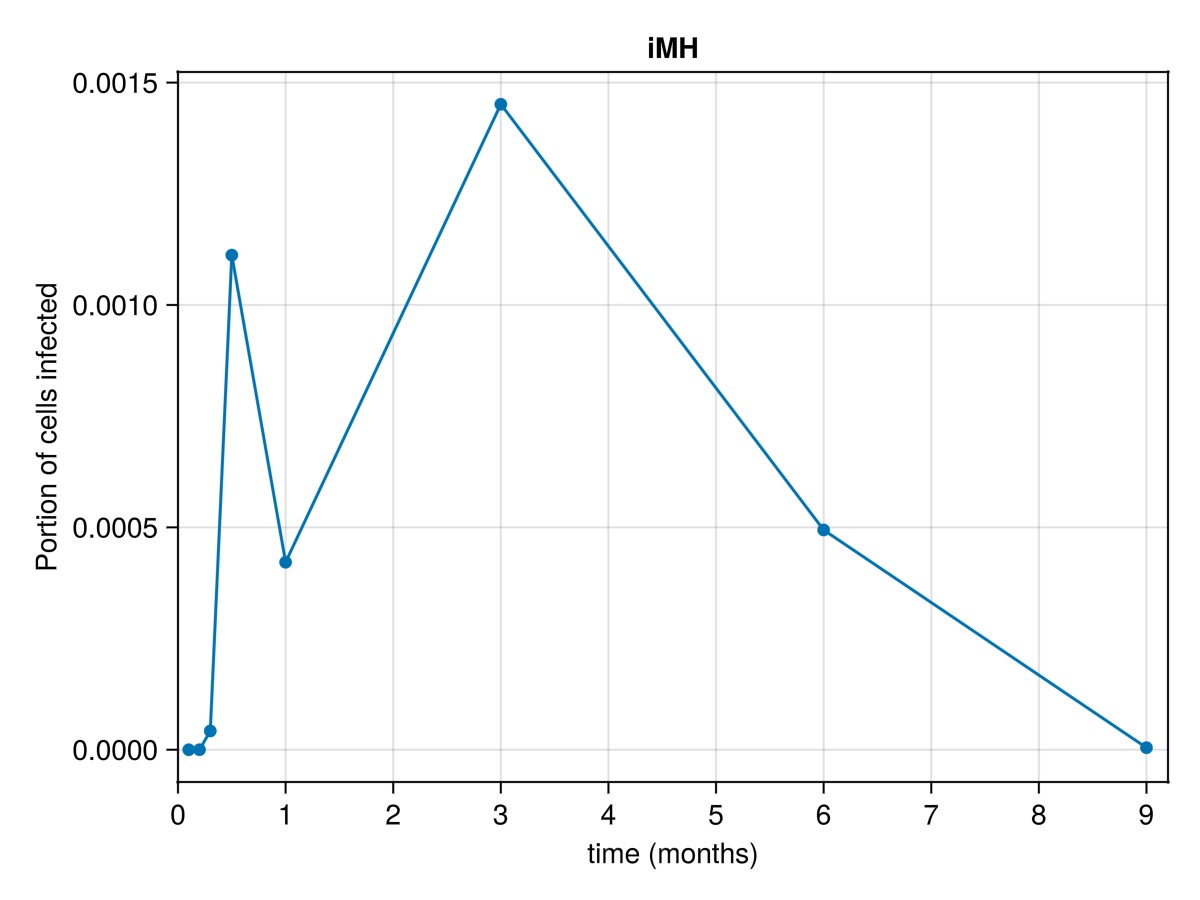 iMH
0.0015
0.0010
0.0005
0.0000
Portion of cells infected
0 1 2 3 4 5 6 7 8 9
time (months)